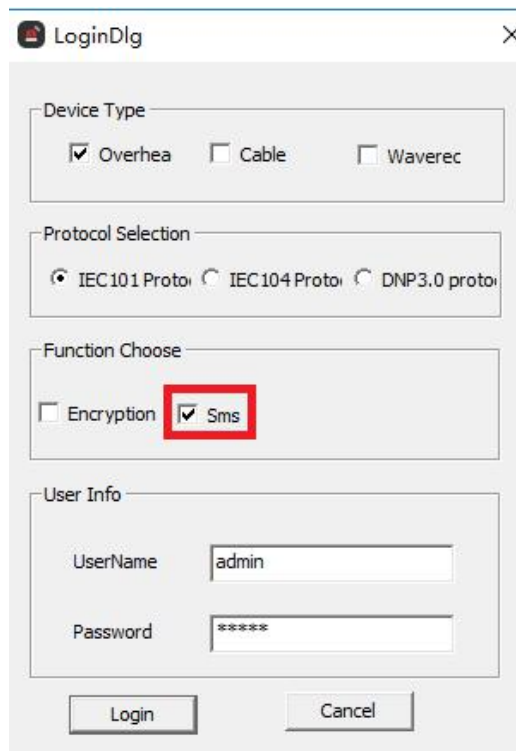 LoginDlg
Device Type
Overhea Cable Waverec
Protocol Selection
IEC101 Proto IEC104 Proto DNP3.0 proto
Function Choose
Encryption Sms
User Info
UserName admin
Password *****
Login Cancel